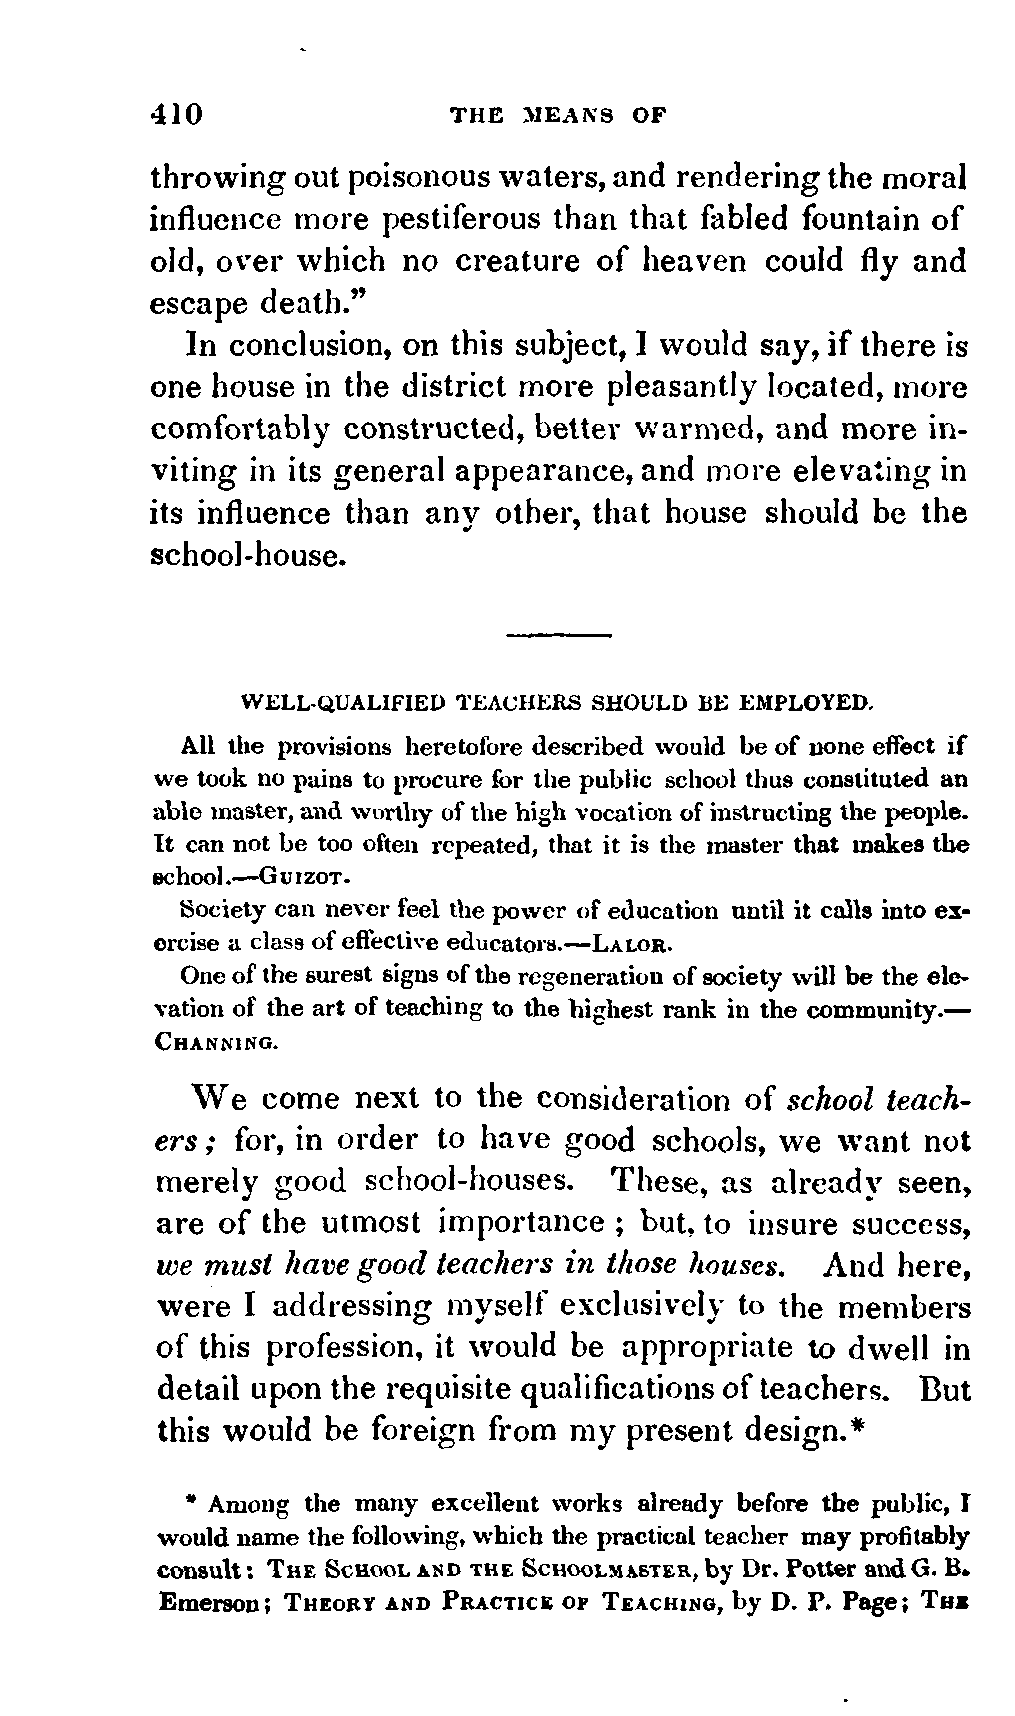 410 THE MEANS OF
throwing out poisonous waters, and rendering the moral
influence more pestiferous than that fabled fountain of
old, over which no creature of heaven could fly and
escape death.”
In conclusion, on this subject, I would say, if there is
one house in the district more pleasantly located, more
comfortably constructed, better warmed, and more in-
viting in its general appearance, and more elevating in
its influence than any other, that house should be the
school-house.
WELL-QUALIFIED TEACHERS SHOULD BE EMPLOYED.
All the provisions heretofore described would be of none effect if
we took no pains to procure for the public school thus constituted an
able master, and worthy of the high vocation of instructing the people.
It can not be too often repeated, that it is the master that makes the
school.—GUIZOT.
Society can never feel the power of education until it calls into ex-
ercise a class of effective educators.—LALOR.
One of the surest signs of the regeneration of society will be the ele-
vation of the art of teaching to the highest rank in the community.—
CHANNING.
We come next to the consideration of school teach-
ers; for, in order to have good schools, we want not
merely good school-houses. These, as already seen,
are of the utmost importance ; but, to insure success,
we must have good teachers in those houses. And here,
were I addressing myself exclusively to the members
of this profession, it would be appropriate to dwell in
detail upon the requisite qualifications of teachers. But
this would be foreign from my present design.*
* Among the many excellent works already before the public, I
would name the following, which the practical teacher may profitably
consult: THE SCHOOL AND THE SCHOOLMASTER, by Dr. Potter and G. B.
Emerson; THEORY AND PRACTICE OF TEACHING, by D. P. Page; THE